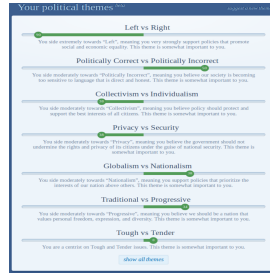 Your political themes beta
suggest a new theme
Left vs Right
You side extremely towards "Left", meaning you very strongly support policies that promote
social and economic equality. This theme is somewhat important to you.
Politically Correct vs Politically Incorrect
You side moderately towards "Politically Incorrect", meaning you believe our society is becoming
too sensitive to language that is direct and honest. This theme is somewhat important to you.
Collectivism vs Individualism
You side moderately towards "Collectivism", meaning you believe policy should protect and
support the best interests of all citizens. This theme is somewhat important to you.
Privacy vs Security
You side moderately towards "Privacy", meaning you believe the government should not
undermine the rights and privacy of its citizens under the guise of national security. This theme is
somewhat important to you.
Globalism vs Nationalism
You side moderately towards "Nationalism", meaning you support policies that prioritize the
interests of our nation above others. This theme is somewhat important to you.
Traditional vs Progressive
You side moderately towards "Progressive", meaning you believe we should be a nation that
values personal freedom, expression, and diversity. This theme is somewhat important to you.
Tough vs Tender
You are a centrist on Tough and Tender issues. This theme is somewhat important to you.
show all themes